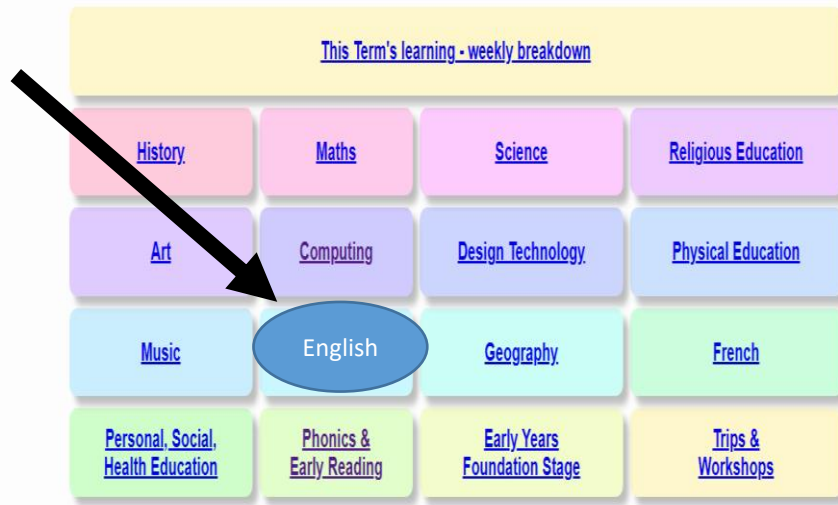 This Term's learning - weekly breakdown
History
Maths
Science
Religious Education
Art
Computing
Design Technology
Physical Education
Music
English
Geography
French
Personal, Social,
Health Education
Phonics &
Early Reading
Early Years
Foundation Stage
Trips &
Workshops